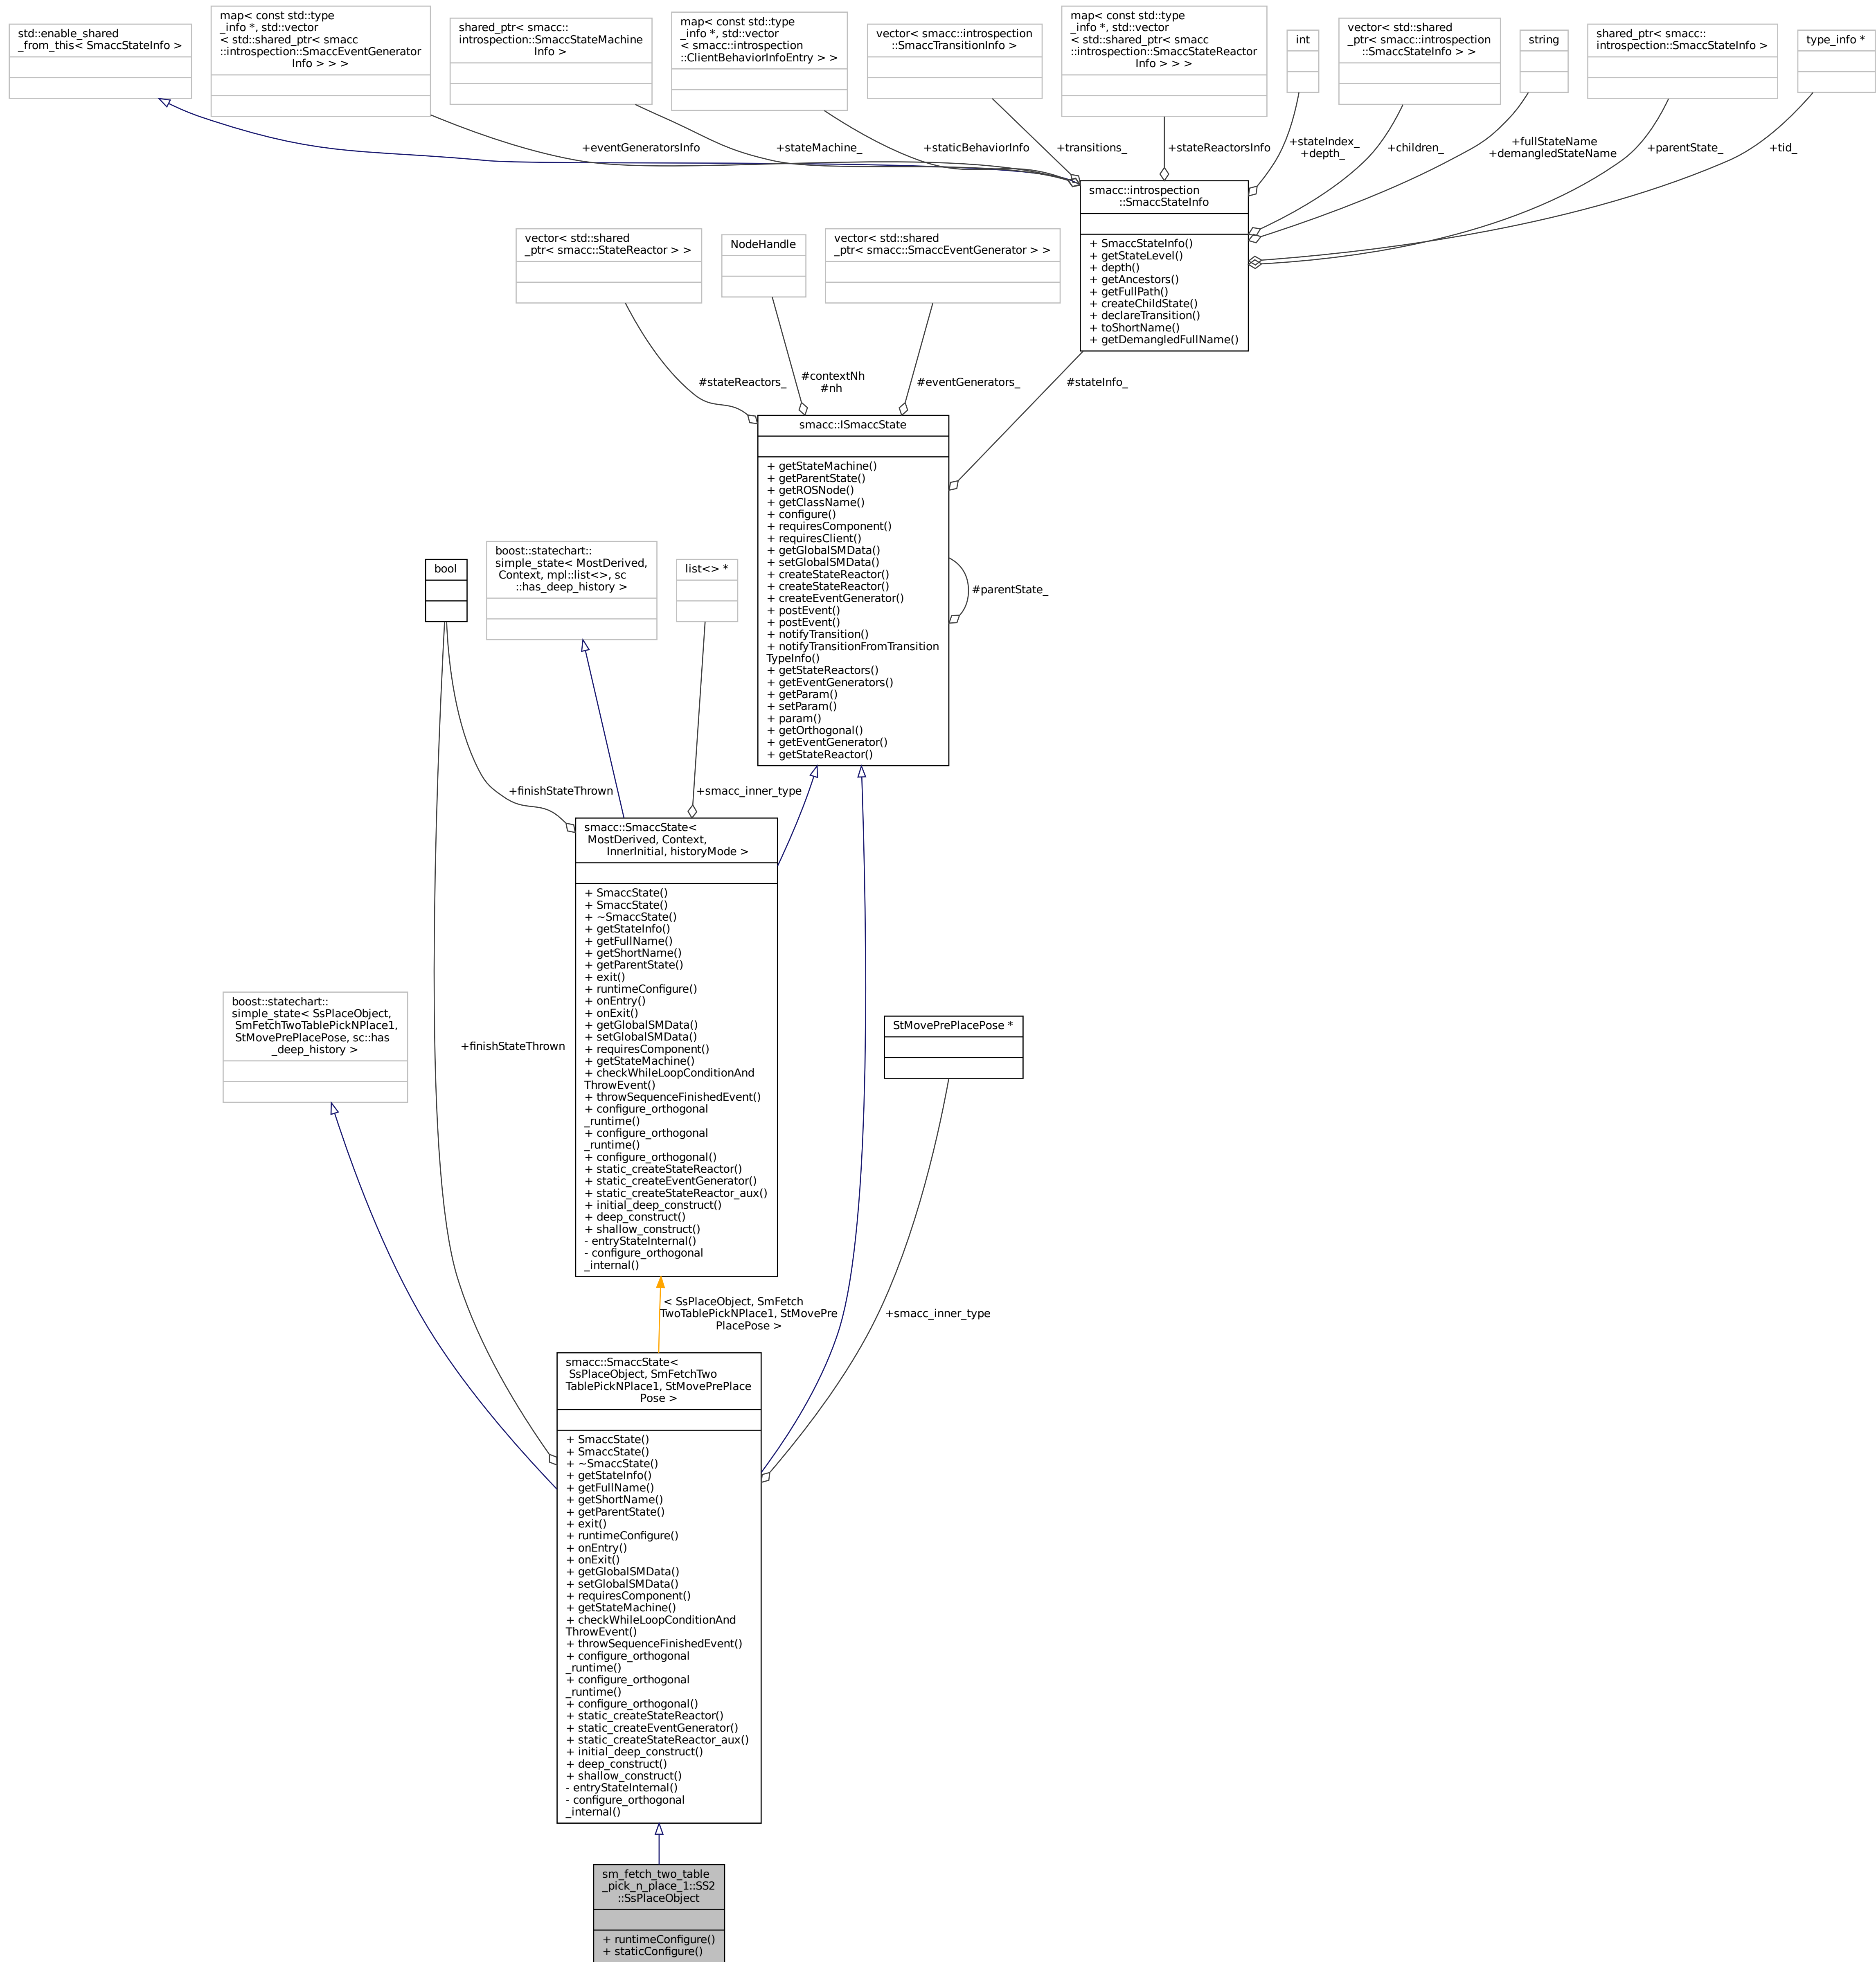 std::enable_shared
_from_this< SmaccStateInfo >
map< const std::type
_info *, std::vector
< std::shared_ptr< smacc
::introspection::SmaccEventGenerator
Info > > >
shared_ptr< smacc::
introspection::SmaccStateMachine
Info >
map< const std::type
_info *, std::vector
< smacc::introspection
::ClientBehaviorInfoEntry > >
vector< smacc::introspection
::SmaccTransitionInfo >
map< const std::type
_info *, std::vector
< std::shared_ptr< smacc
::introspection::SmaccStateReactor
Info > > >
int
vector< std::shared
_ptr< smacc::introspection
::SmaccStateInfo > >
string
shared_ptr< smacc::
introspection::SmaccStateInfo >
type_info *
+eventGeneratorsInfo
+stateMachine_
+staticBehaviorInfo
+transitions_
+stateReactorsInfo
+stateIndex_
+depth_
+children_
+fullStateName
+demangledStateName
+parentState_
+tid_
smacc::introspection
::SmaccStateInfo
+ SmaccStateInfo()
+ getStateLevel()
+ depth()
+ getAncestors()
+ getFullPath()
+ createChildState()
+ declareTransition()
+ toShortName()
+ getDemangledFullName()
vector< std::shared
_ptr< smacc::StateReactor > >
NodeHandle
vector< std::shared
_ptr< smacc::SmaccEventGenerator > >
#stateReactors_
#contextNh
#nh
#eventGenerators_
#stateInfo_
smacc::ISmaccState
+ getStateMachine()
+ getParentState()
+ getROSNode()
+ getClassName()
+ configure()
+ requiresComponent()
+ requiresClient()
+ getGlobalSMData()
+ setGlobalSMData()
+ createStateReactor()
+ createStateReactor()
+ createEventGenerator()
+ postEvent()
+ postEvent()
+ notifyTransition()
+ notifyTransitionFromTransition
TypeInfo()
+ getStateReactors()
+ getEventGenerators()
+ getParam()
+ setParam()
+ param()
+ getOrthogonal()
+ getEventGenerator()
+ getStateReactor()
#parentState_
bool
boost::statechart::
simple_state< MostDerived,
Context, mpl::list<>, sc
::has_deep_history >
list<> *
+finishStateThrown
+smacc_inner_type
smacc::SmaccState<
MostDerived, Context,
InnerInitial, historyMode >
+ SmaccState()
+ SmaccState()
+ ~SmaccState()
+ getStateInfo()
+ getFullName()
+ getShortName()
+ getParentState()
+ exit()
+ runtimeConfigure()
+ onEntry()
+ onExit()
+ getGlobalSMData()
+ setGlobalSMData()
+ requiresComponent()
+ getStateMachine()
+ checkWhileLoopConditionAnd
ThrowEvent()
+ throwSequenceFinishedEvent()
+ configure_orthogonal
_runtime()
+ configure_orthogonal
_runtime()
+ configure_orthogonal()
+ static_createStateReactor()
+ static_createEventGenerator()
+ static_createStateReactor_aux()
+ initial_deep_construct()
+ deep_construct()
+ shallow_construct()
- entryStateInternal()
- configure_orthogonal
_internal()
boost::statechart::
simple_state< SsPlaceObject,
SmFetchTwoTablePickNPlace1,
StMovePrePlacePose, sc::has
_deep_history >
+finishStateThrown
StMovePrePlacePose *
< SsPlaceObject, SmFetch
TwoTablePickNPlace1, StMovePre
PlacePose >
+smacc_inner_type
smacc::SmaccState<
SsPlaceObject, SmFetchTwo
TablePickNPlace1, StMovePrePlace
Pose >
+ SmaccState()
+ SmaccState()
+ ~SmaccState()
+ getStateInfo()
+ getFullName()
+ getShortName()
+ getParentState()
+ exit()
+ runtimeConfigure()
+ onEntry()
+ onExit()
+ getGlobalSMData()
+ setGlobalSMData()
+ requiresComponent()
+ getStateMachine()
+ checkWhileLoopConditionAnd
ThrowEvent()
+ throwSequenceFinishedEvent()
+ configure_orthogonal
_runtime()
+ configure_orthogonal
_runtime()
+ configure_orthogonal()
+ static_createStateReactor()
+ static_createEventGenerator()
+ static_createStateReactor_aux()
+ initial_deep_construct()
+ deep_construct()
+ shallow_construct()
- entryStateInternal()
- configure_orthogonal
_internal()
sm_fetch_two_table
_pick_n_place_1::SS2
::SsPlaceObject
+ runtimeConfigure()
+ staticConfigure()